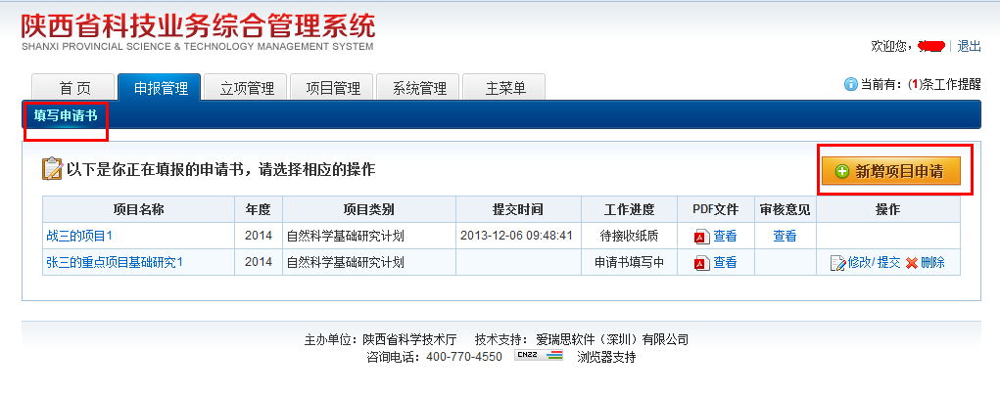 陕西省科技业务综合管理系统
SHANXI PROVINCIAL SCIENCE & TECHNOLOGY MANAGEMENT SYSTEM
欢迎您, | 退出
首 页 申报管理 立项管理 项目管理 系统管理 主菜单
当前有：(1)条工作提醒
填写申请书
以下是你正在填报的申请书，请选择相应的操作
新增项目申请
项目名称 年度 项目类别 提交时间 工作进度 PDF文件 审核意见 操作
战三的项目1 2014 自然科学基础研究计划 2013-12-06 09:48:41 待接收纸质 查看 查看
张三的重点项目基础研究1 2014 自然科学基础研究计划 申请书填写中 查看 修改/提交 删除
主办单位：陕西省科学技术厅 技术支持： 爱瑞思软件（深圳）有限公司
咨询电话：400-770-4550 CNZZ 浏览器支持